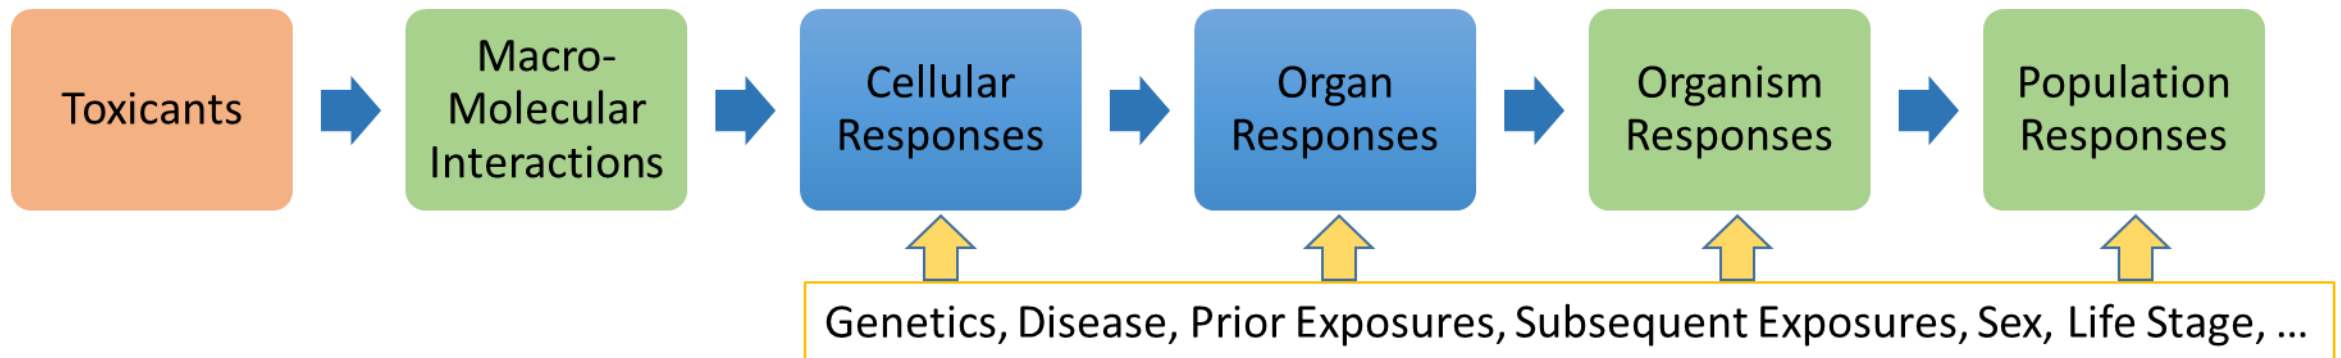 Toxicants
Macro-
Molecular
Interactions
Cellular
Responses
Organ
Responses
Organism
Responses
Population
Responses
Genetics, Disease, Prior Exposures, Subsequent Exposures, Sex, Life Stage, ...